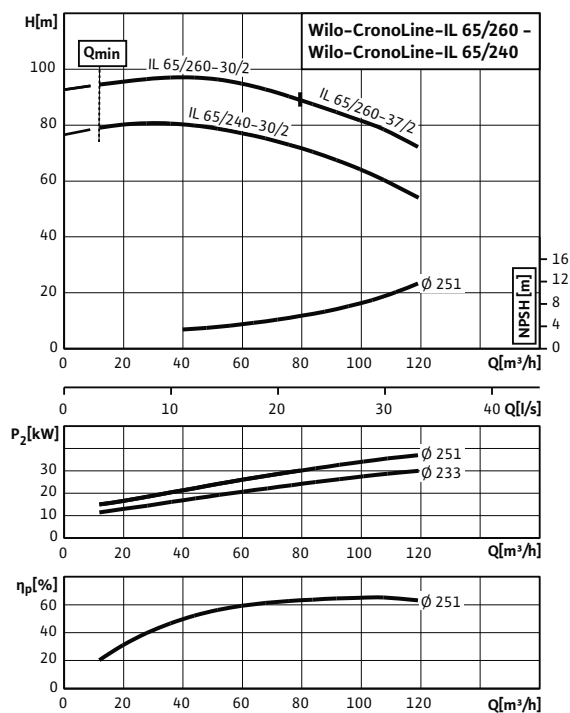 H[m]
Wilo-CronoLine-IL 65/260 –
Wilo-CronoLine-IL 65/240
Qmin
IL 65/260-30/2
IL 65/260-37/2
IL 65/240-30/2
100
80
60
40
20
0
Ø 251
16
12
8
4
0
NPSH [m]
0 20 40 60 80 100 120 Q[m³/h]
0 10 20 30 40 Q[l/s]
P2[kW]
30
20
10
0
Ø 251
Ø 233
0 20 40 60 80 100 120 Q[m³/h]
ηp[%]
60
40
20
0
Ø 251
0 20 40 60 80 100 120 Q[m³/h]